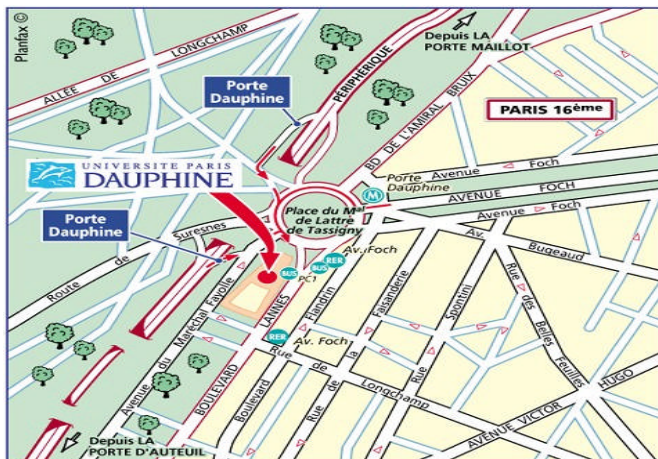 Planfax ©
ALLÉE DE LONGCHAMP
Depuis LA
PORTE MAILLOT
PÉRIPHÉRIQUE
Porte
Dauphine
BD DE L'AMIRAL BRUIX
PARIS 16ème
UNIVERSITE PARIS
DAUPHINE
M
Porte
Dauphine
Avenue Foch
AVENUE FOCH
Avenue Foch
Place du Mal
de Lattre
de Tassigny
Porte
Dauphine
Route de Suresnes
Av. Bugeaud
Av. Foch
BUS
BUS
RER
PC1
Avenue du Maréchal Fayolle
BOULEVARD LANNES
Boulevard Flandrin
Rue de la Faisanderie
Rue Spontini
Rue des Belles Feuilles
RER
Av. Foch
Rue de Longchamp
AVENUE VICTOR HUGO
Depuis LA
PORTE D'AUTEUIL